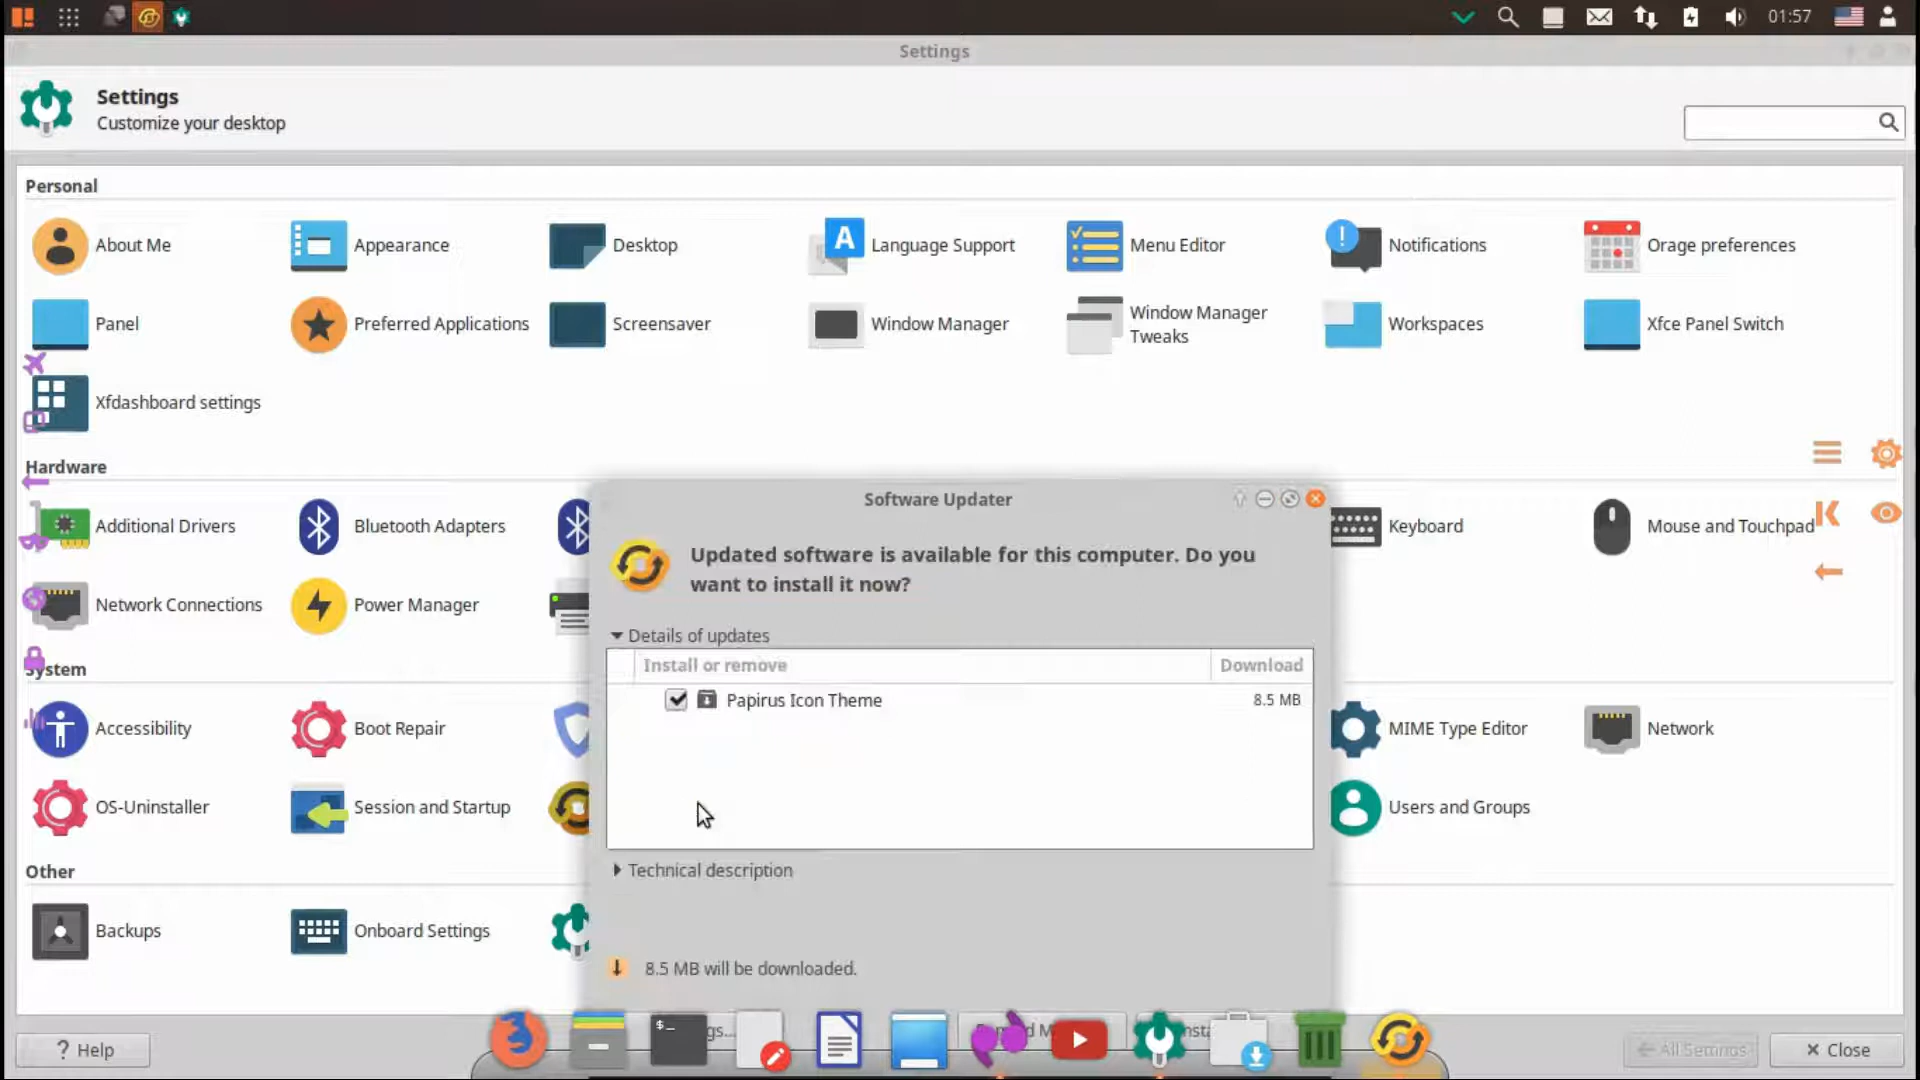 01:57
Settings
Settings
Customize your desktop
Personal
About Me
Appearance
Desktop
Language Support
Menu Editor
Notifications
Orage preferences
Panel
Preferred Applications
Screensaver
Window Manager
Window Manager
Tweaks
Workspaces
Xfce Panel Switch
Xfdashboard settings
Hardware
Additional Drivers
Bluetooth Adapters
Keyboard
Mouse and Touchpad
Network Connections
Power Manager
System
Accessibility
Boot Repair
MIME Type Editor
Network
OS-Uninstaller
Session and Startup
Users and Groups
Other
Backups
Onboard Settings
Software Updater
Updated software is available for this computer. Do you
want to install it now?
Details of updates
Install or remove
Download
Papirus Icon Theme
8.5 MB
Technical description
8.5 MB will be downloaded.
? Help
All Settings
Close